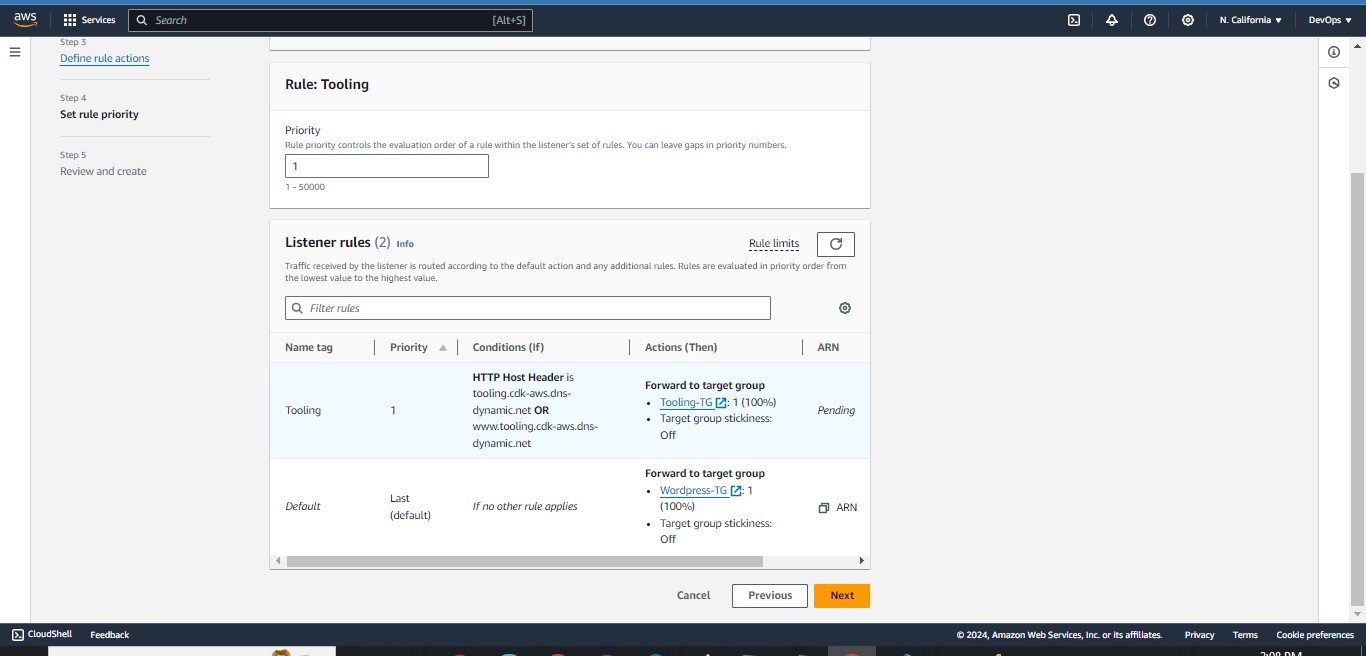 aws
Services
Search
[Alt+S]
N. California
DevOps
Step 3
Define rule actions
Step 4
Set rule priority
Step 5
Review and create
Rule: Tooling
Priority
Rule priority controls the evaluation order of a rule within the listener's set of rules. You can leave gaps in priority numbers.
1
1 - 50000
Listener rules (2) Info
Rule limits
Traffic received by the listener is routed according to the default action and any additional rules. Rules are evaluated in priority order from
the lowest value to the highest value.
Filter rules
Name tag
Priority
Conditions (If)
Actions (Then)
ARN
Tooling
1
HTTP Host Header is
tooling.cdk-aws.dns-
dynamic.net OR
www.tooling.cdk-aws.dns-
dynamic.net
Forward to target group
• Tooling-TG : 1 (100%)
• Target group stickiness:
Off
Pending
Default
Last
(default)
If no other rule applies
Forward to target group
• Wordpress-TG : 1
(100%)
• Target group stickiness:
Off
ARN
Cancel
Previous
Next
CloudShell
Feedback
© 2024, Amazon Web Services, Inc. or its affiliates.
Privacy
Terms
Cookie preferences